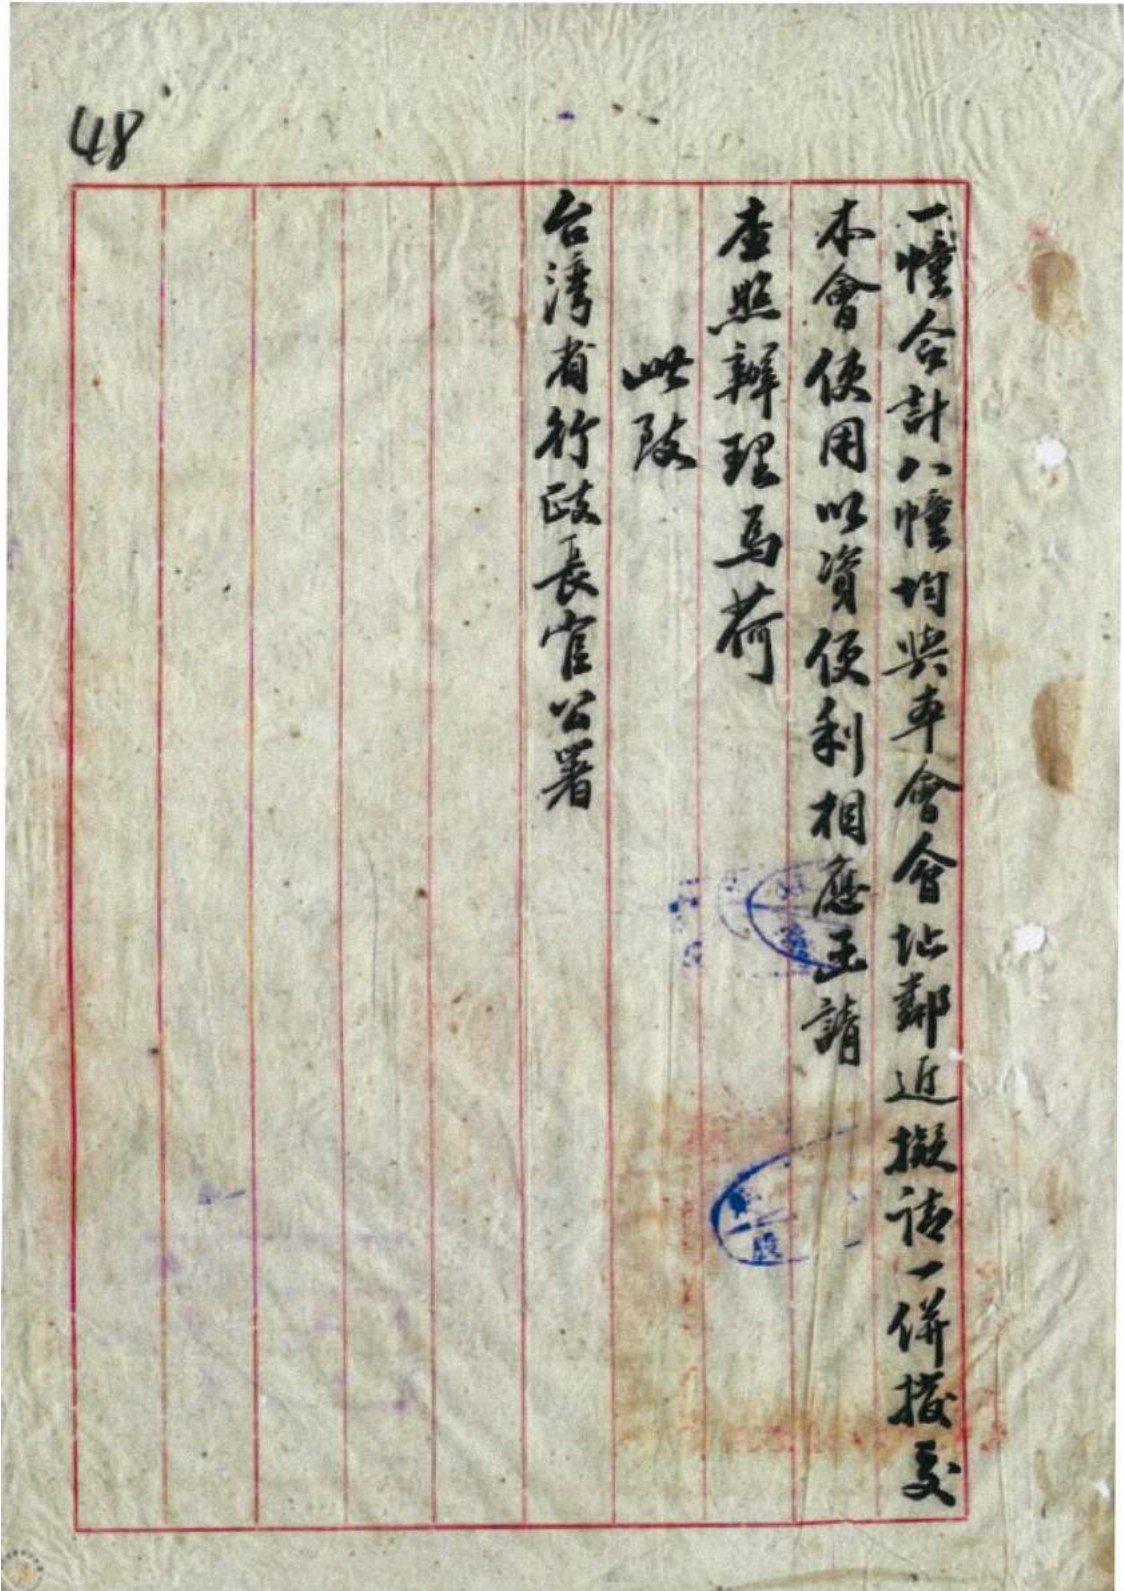 48
一幢合計八幢均與本會會址鄰近擬請一併撥交
本會使用以資便利相應函請
查照辦理為荷
此致
台湾省行政長官公署